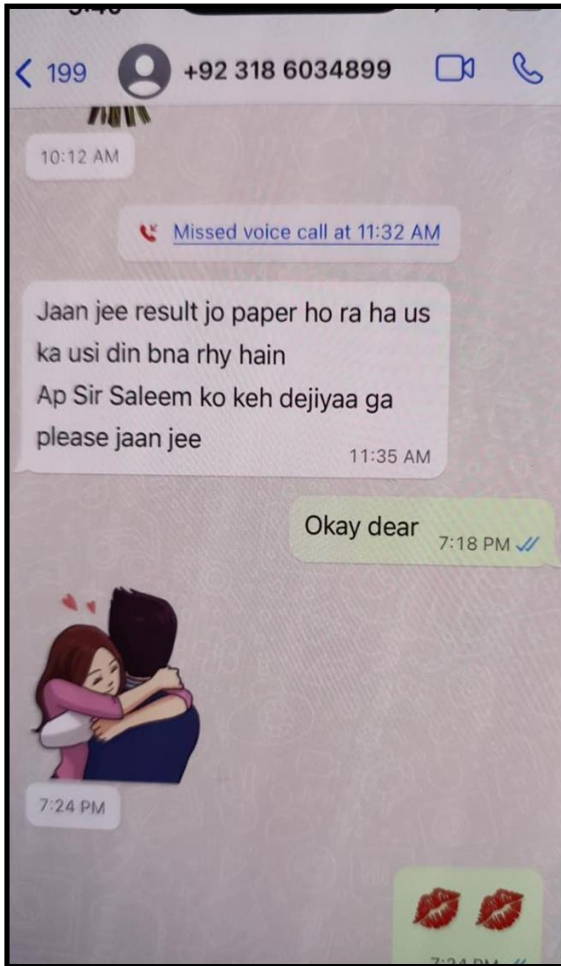 199
+92 318 6034899
10:12 AM
Missed voice call at 11:32 AM
Jaan jee result jo paper ho ra ha us
ka usi din bna rhy hain
Ap Sir Saleem ko keh dejiyaa ga
please jaan jee
11:35 AM
Okay dear
7:18 PM
7:24 PM